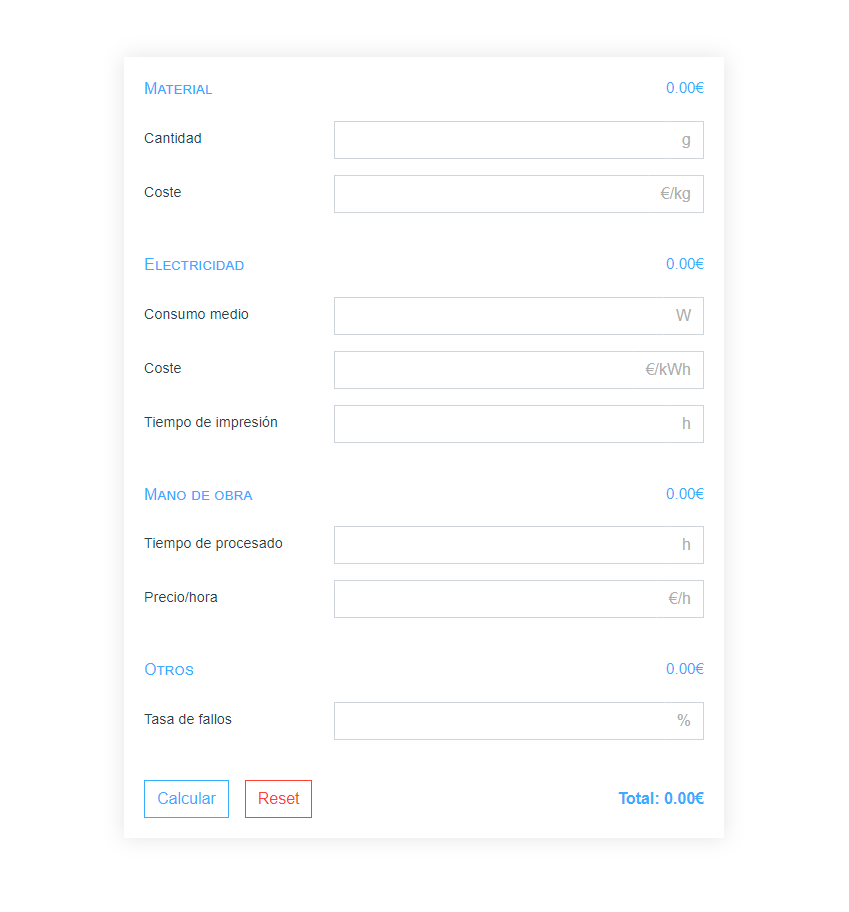 Material 0.00€
Cantidad g
Coste €/kg
Electricidad 0.00€
Consumo medio W
Coste €/kWh
Tiempo de impresión h
Mano de obra 0.00€
Tiempo de procesado h
Precio/hora €/h
Otros 0.00€
Tasa de fallos %
Calcular Reset Total: 0.00€